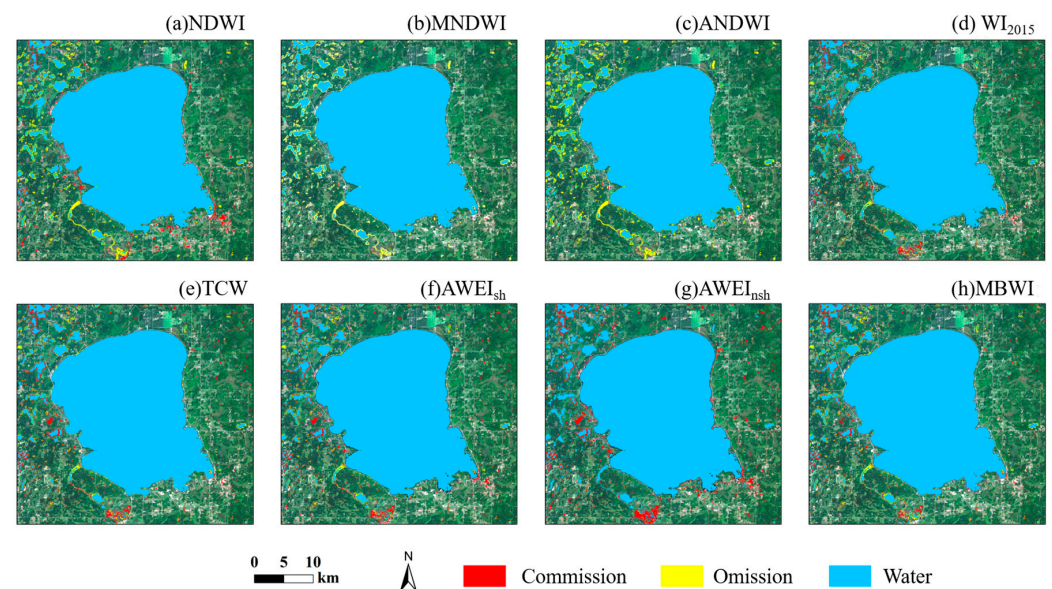 (a)NDWI
(b)MNDWI
(c)ANDWI
(d) WI2015
(e)TCW
(f)AWEIsh
(g)AWEInsh
(h)MBWI
0 5 10
km
N
Commission
Omission
Water